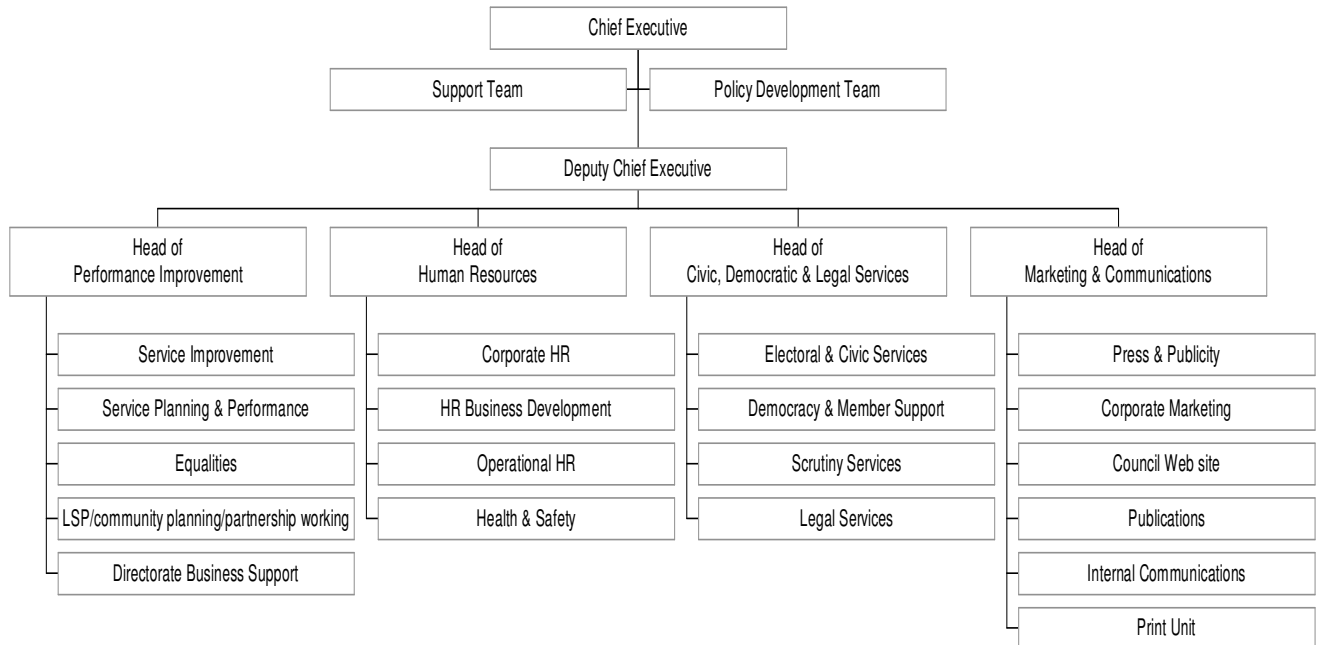 Chief Executive
Support Team
Policy Development Team
Deputy Chief Executive
Head of
Performance Improvement
Service Improvement
Service Planning & Performance
Equalities
LSP/community planning/partnership working
Directorate Business Support
Head of
Human Resources
Corporate HR
HR Business Development
Operational HR
Health & Safety
Head of
Civic, Democratic & Legal Services
Electoral & Civic Services
Democracy & Member Support
Scrutiny Services
Legal Services
Head of
Marketing & Communications
Press & Publicity
Corporate Marketing
Council Web site
Publications
Internal Communications
Print Unit